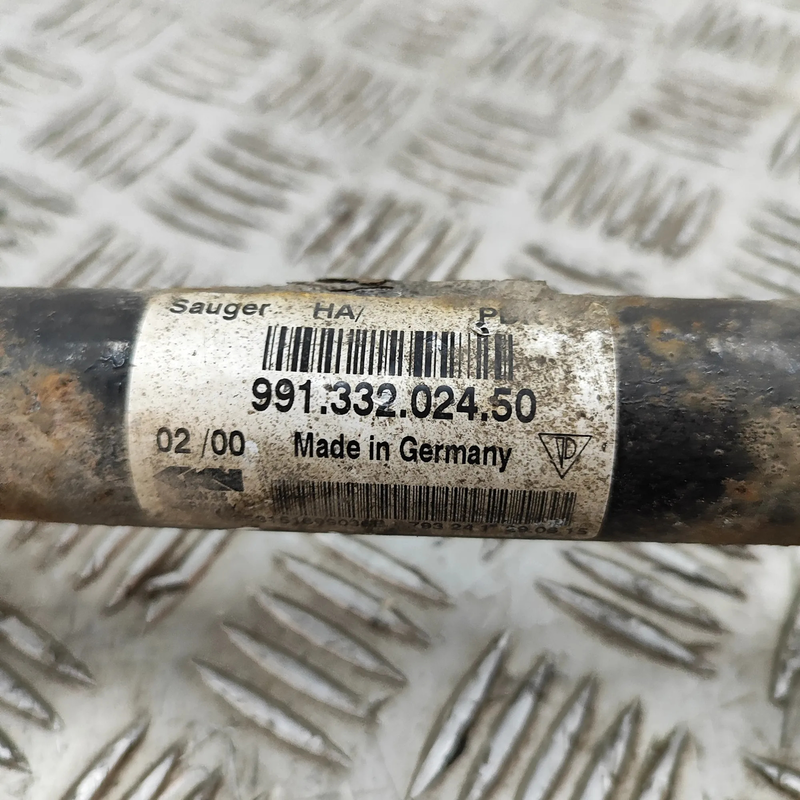 Sauger HA/
991.332.024.50
02 /00 Made in Germany